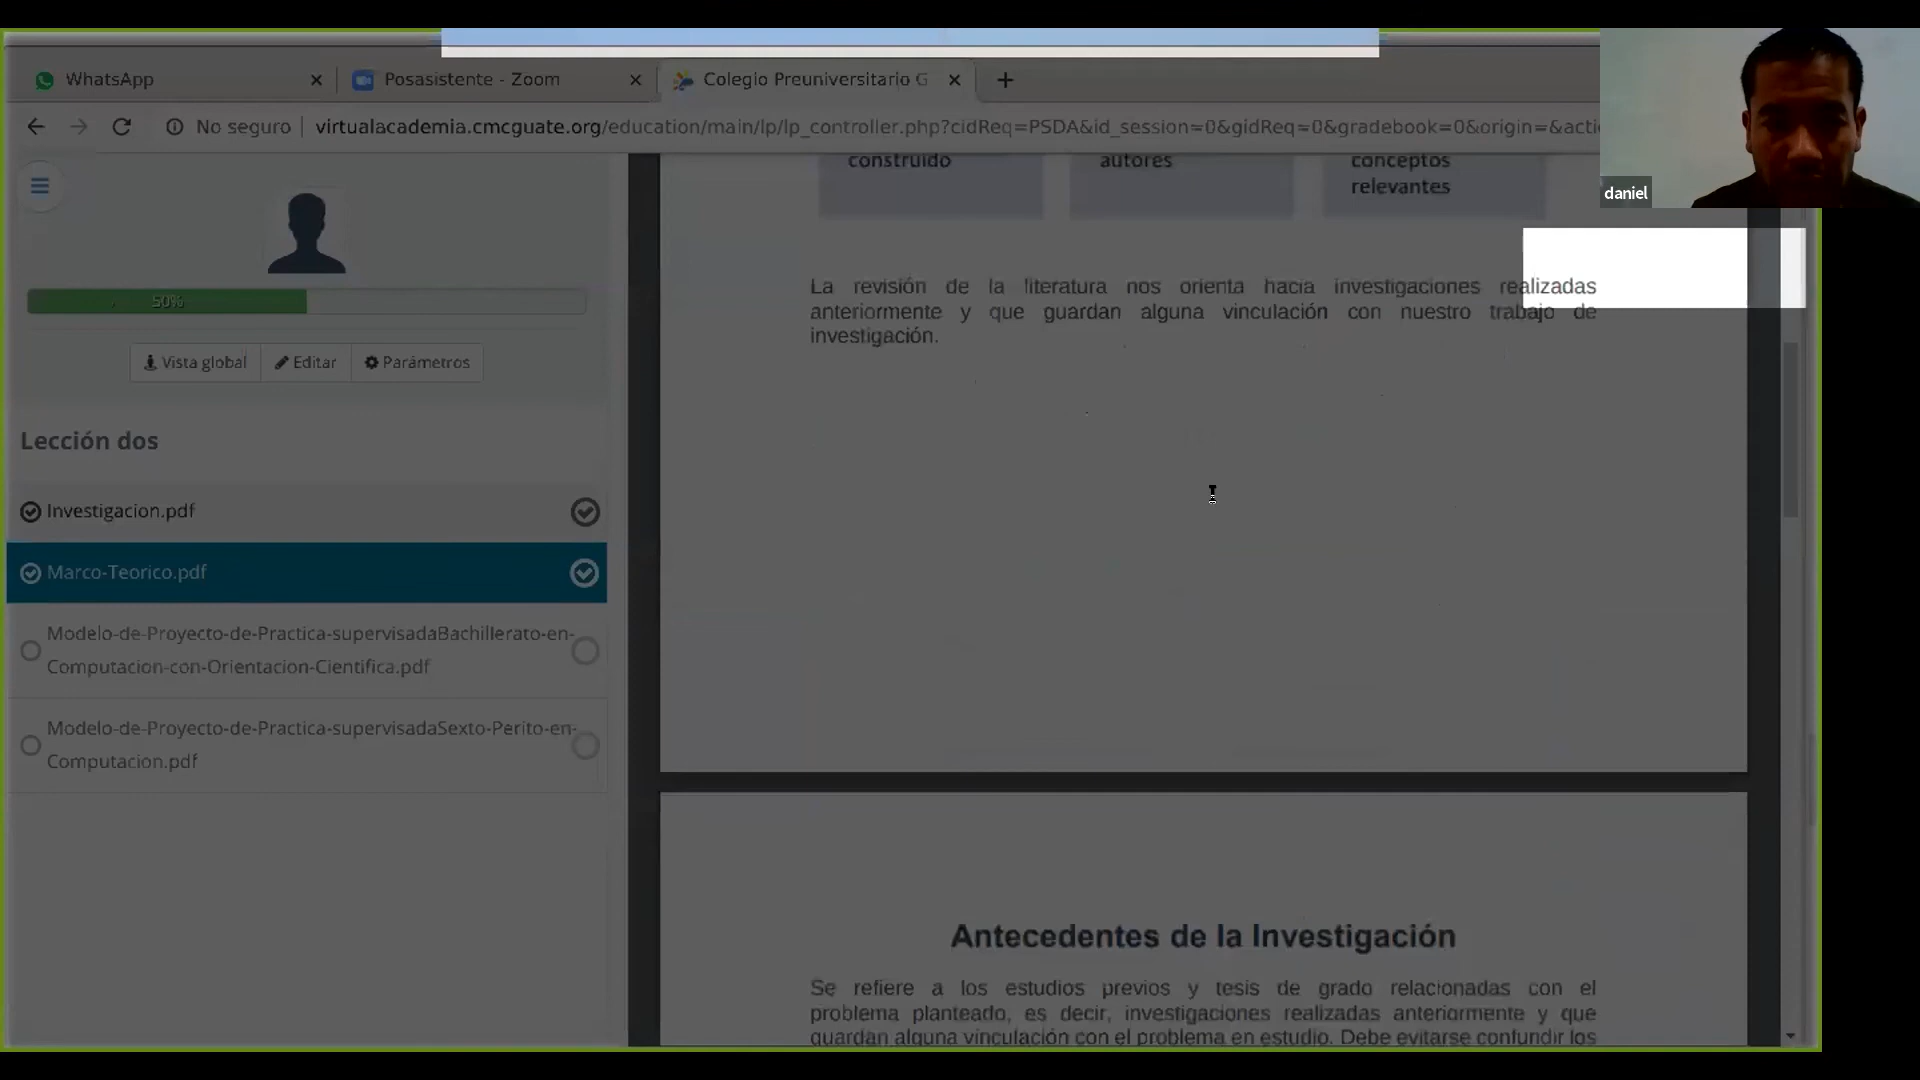 WhatsApp
Posasistente - Zoom
Colegio Preuniversitario G
daniel
No seguro
virtualacademia.cmcguate.org/education/main/lp/lp_controller.php?cidReq=PSDA&id_session=0&gidReq=0&gradebook=0&origin=&acti
50%
Vista global
Editar
Parámetros
Lección dos
Investigacion.pdf
Marco-Teorico.pdf
Modelo-de-Proyecto-de-Practica-supervisadaBachillerato-en-
Computacion-con-Orientacion-Cientifica.pdf
Modelo-de-Proyecto-de-Practica-supervisadaSexto-Perito-en-
Computacion.pdf
construido
autores
conceptos
relevantes
La revisión de la literatura nos orienta hacia investigaciones realizadas
anteriormente y que guardan alguna vinculación con nuestro trabajo de
investigación.
Antecedentes de la Investigación
Se refiere a los estudios previos y tesis de grado relacionadas con el
problema planteado, es decir, investigaciones realizadas anteriormente y que
guardan alguna vinculación con el problema en estudio. Debe evitarse confundir los